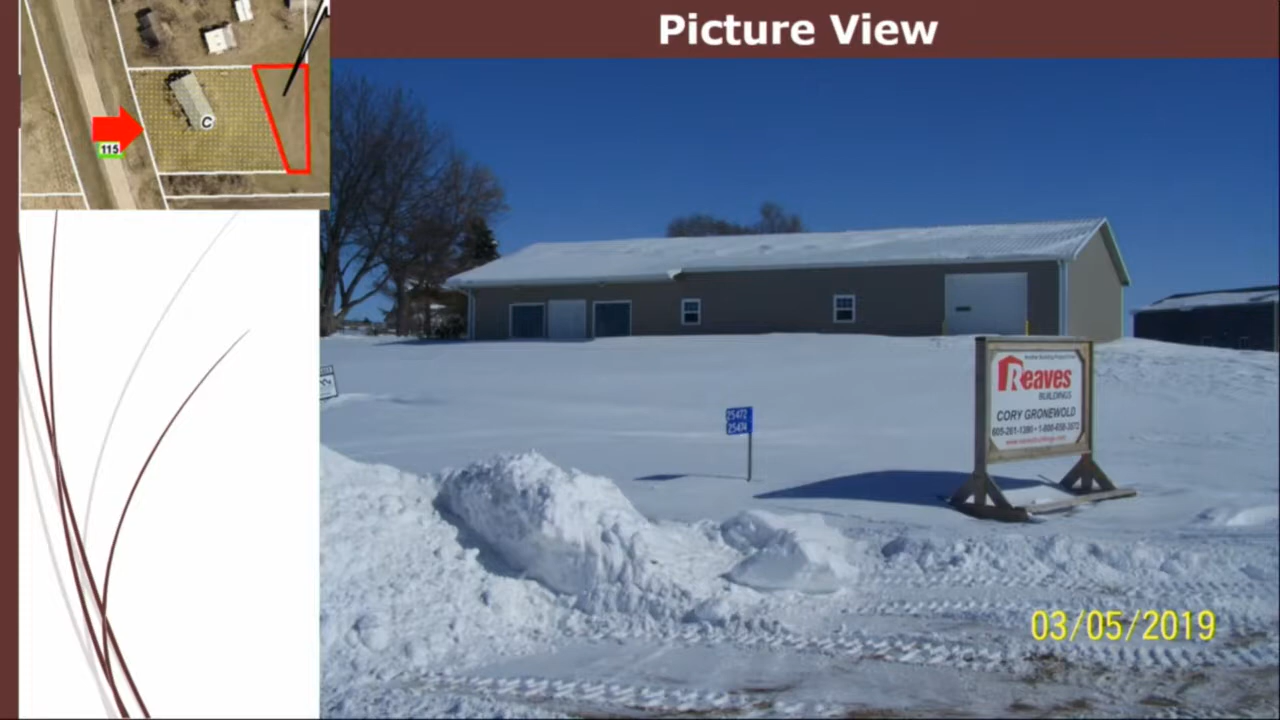 Picture View
C
115
Reaves
BUILDINGS
CORY GRONEWOLD
25472
25474
03/05/2019